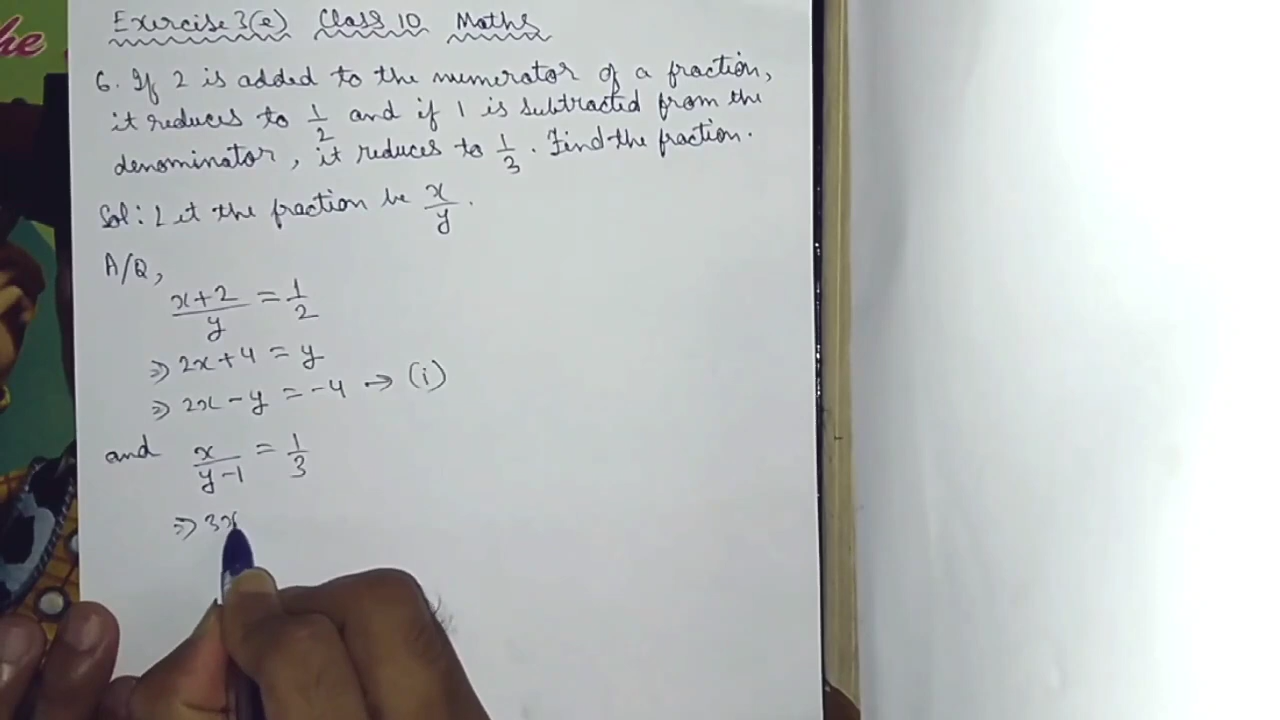 he
Exercise 3(e) Class 10 Maths
6. If 2 is added to the numerator of a fraction,
it reduces to 1/2 and if 1 is subtracted from the
denominator, it reduces to 1/3. Find the fraction.
Sol: Let the fraction be x/y.
A/Q,
x+2/y = 1/2
⇒ 2x+4 = y
⇒ 2x-y = -4 → (i)
and x/y-1 = 1/3
⇒ 3x